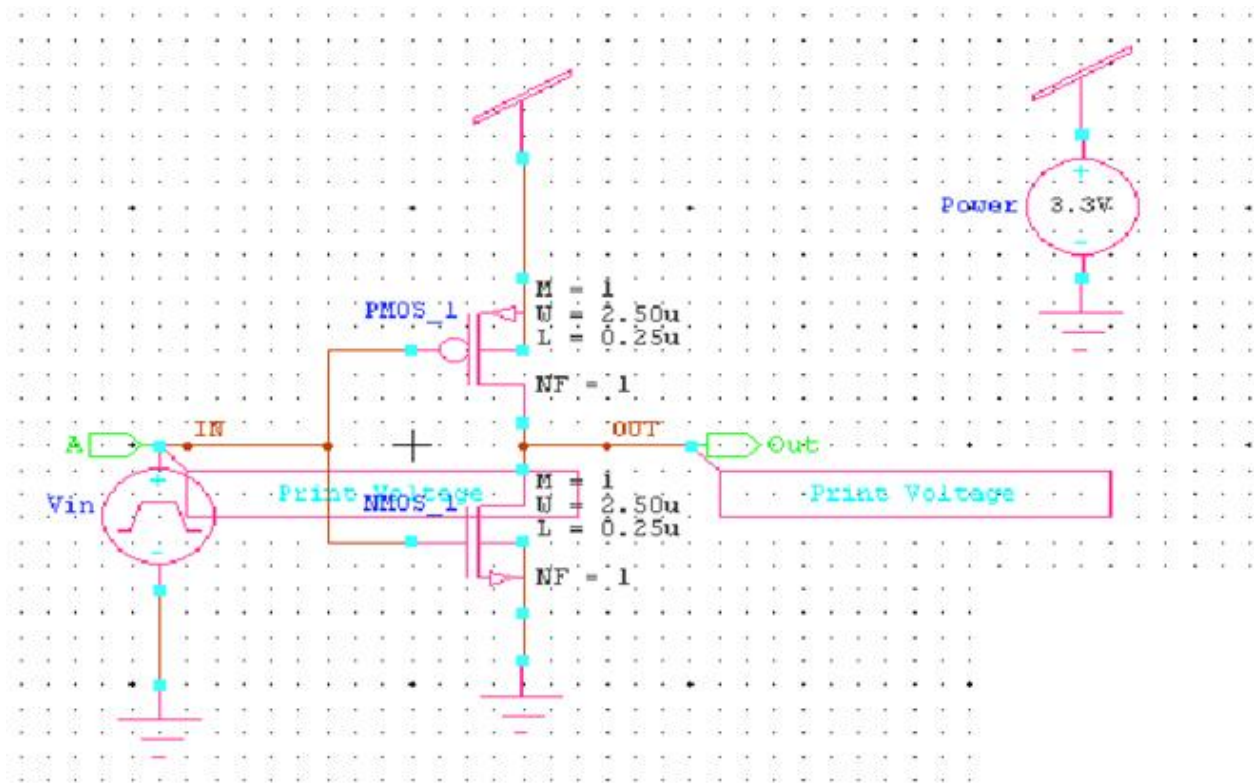 Power
3.3V
+
-
PMOS_1
M = 1
W = 2.50u
L = 0.25u
NF = 1
A
IN
OUT
Out
Vin
+
-
Print Voltage
NMOS_1
M = 1
W = 2.50u
L = 0.25u
NF = 1
Print Voltage